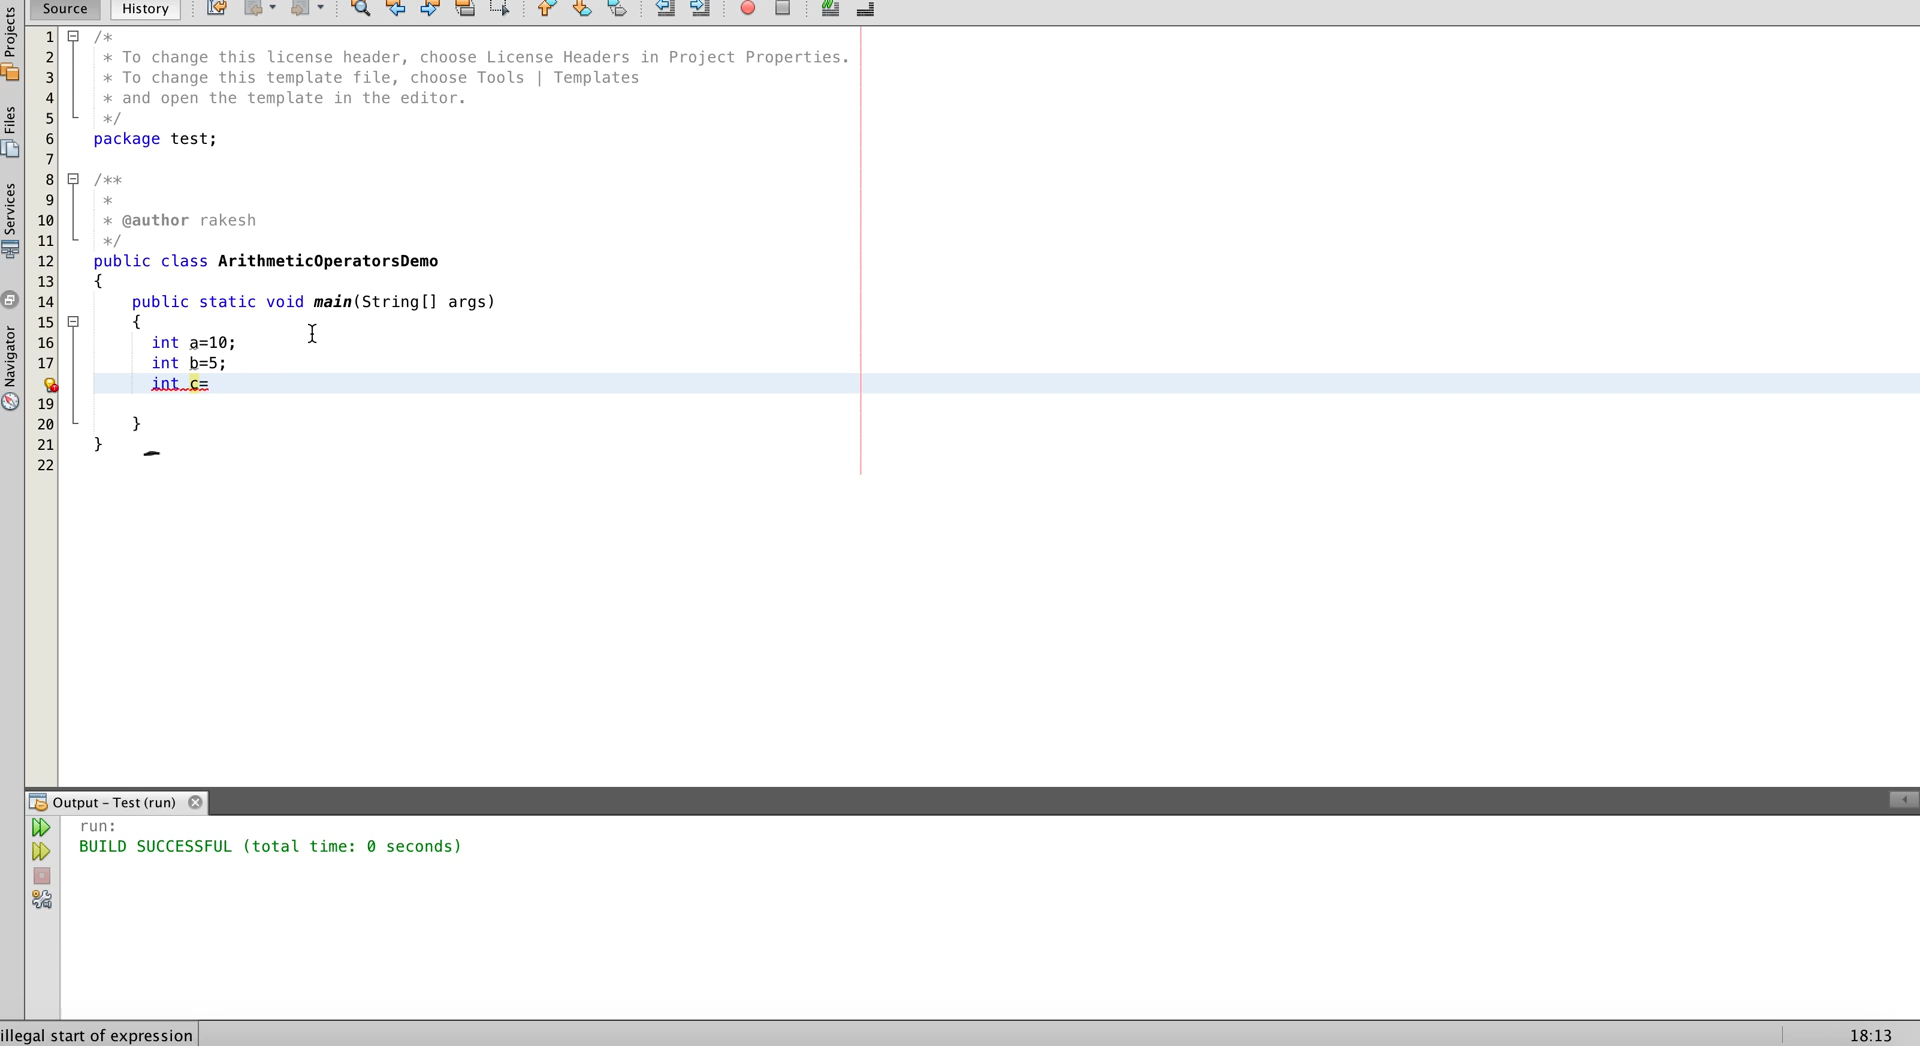 Source History
Projects
Files
Services
Navigator
1 /*
2 * To change this license header, choose License Headers in Project Properties.
3 * To change this template file, choose Tools | Templates
4 * and open the template in the editor.
5 */
6 package test;
7
8 /**
9 *
10 * @author rakesh
11 */
12 public class ArithmeticOperatorsDemo
13 {
14 public static void main(String[] args)
15 {
16 int a=10;
17 int b=5;
int c=
19
20 }
21 }
22
Output – Test (run)
run:
BUILD SUCCESSFUL (total time: 0 seconds)
illegal start of expression 18:13